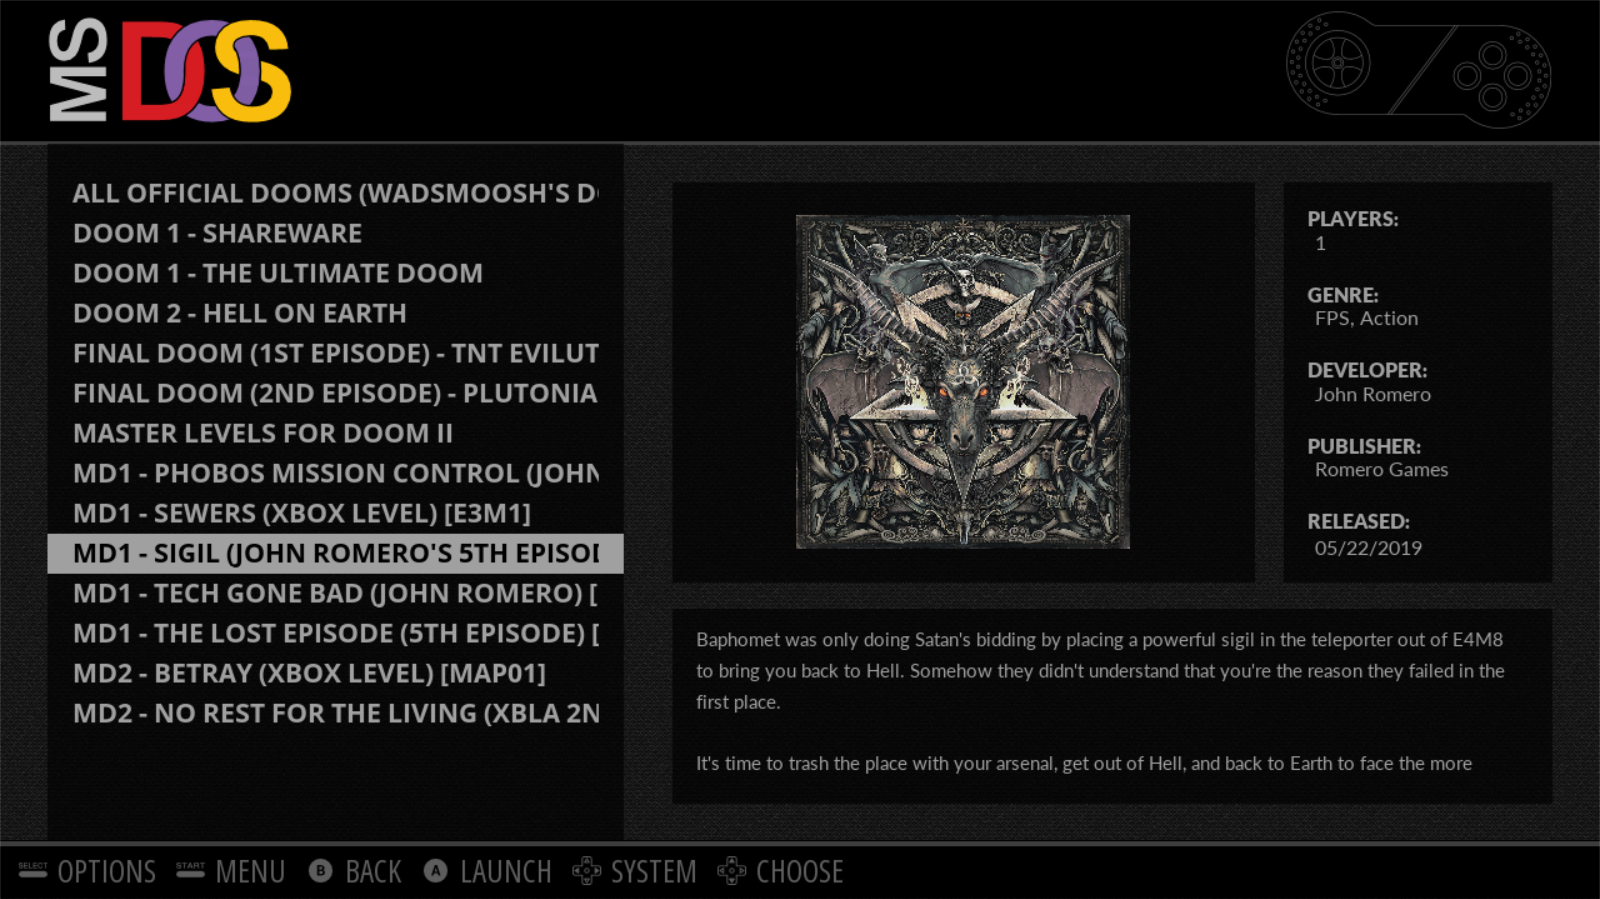 MS DOS
ALL OFFICIAL DOOMS (WADSMOOSH'S D
DOOM 1 - SHAREWARE
DOOM 1 - THE ULTIMATE DOOM
DOOM 2 - HELL ON EARTH
FINAL DOOM (1ST EPISODE) - TNT EVILUT
FINAL DOOM (2ND EPISODE) - PLUTONIA
MASTER LEVELS FOR DOOM II
MD1 - PHOBOS MISSION CONTROL (JOHN
MD1 - SEWERS (XBOX LEVEL) [E3M1]
MD1 - SIGIL (JOHN ROMERO'S 5TH EPISOD
MD1 - TECH GONE BAD (JOHN ROMERO) [
MD1 - THE LOST EPISODE (5TH EPISODE) [
MD2 - BETRAY (XBOX LEVEL) [MAP01]
MD2 - NO REST FOR THE LIVING (XBLA 2N
PLAYERS:
1
GENRE:
FPS, Action
DEVELOPER:
John Romero
PUBLISHER:
Romero Games
RELEASED:
05/22/2019
Baphomet was only doing Satan's bidding by placing a powerful sigil in the teleporter out of E4M8
to bring you back to Hell. Somehow they didn't understand that you're the reason they failed in the
first place.
It's time to trash the place with your arsenal, get out of Hell, and back to Earth to face the more
SELECT OPTIONS START MENU B BACK A LAUNCH SYSTEM CHOOSE